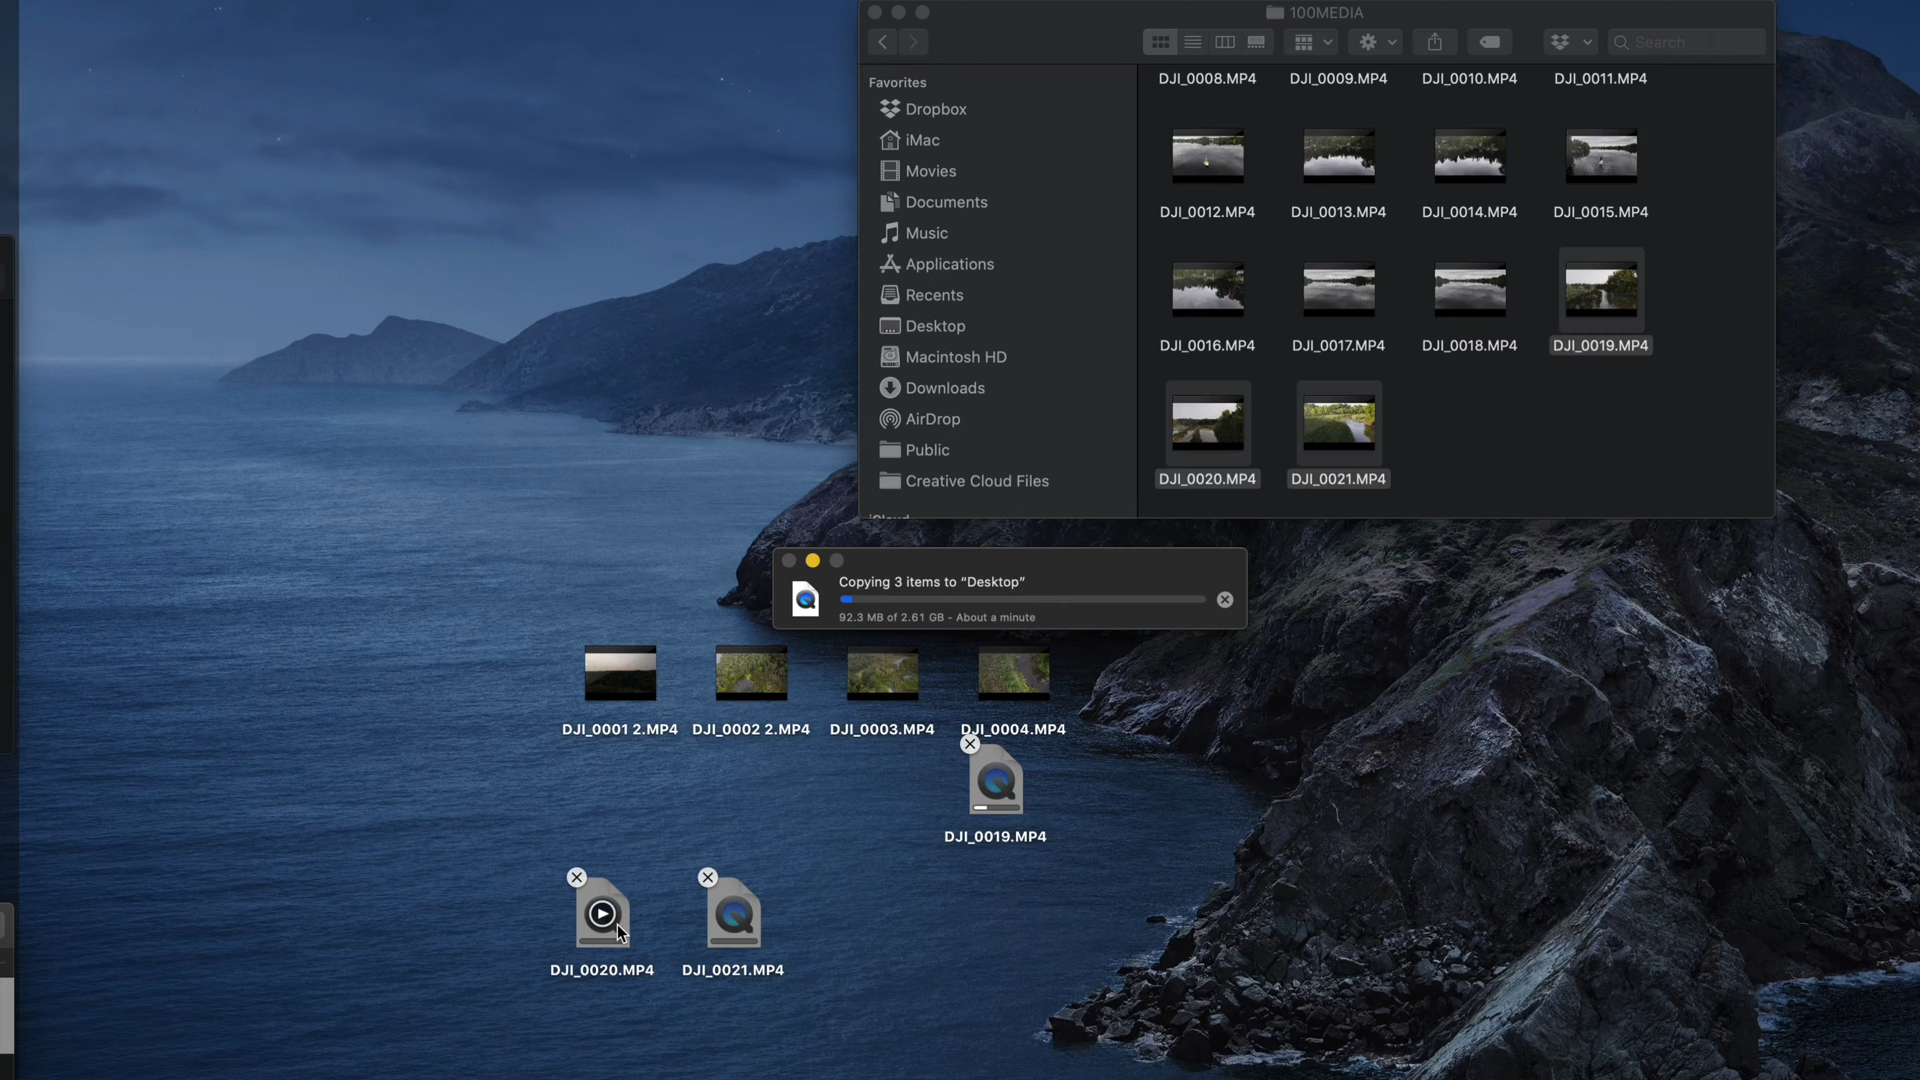 100MEDIA
Search
Favorites
Dropbox
iMac
Movies
Documents
Music
Applications
Recents
Desktop
Macintosh HD
Downloads
AirDrop
Public
Creative Cloud Files
iCloud
DJI_0008.MP4 DJI_0009.MP4 DJI_0010.MP4 DJI_0011.MP4
DJI_0012.MP4 DJI_0013.MP4 DJI_0014.MP4 DJI_0015.MP4
DJI_0016.MP4 DJI_0017.MP4 DJI_0018.MP4 DJI_0019.MP4
DJI_0020.MP4 DJI_0021.MP4
Copying 3 items to “Desktop”
92.3 MB of 2.61 GB - About a minute
DJI_0001 2.MP4 DJI_0002 2.MP4 DJI_0003.MP4 DJI_0004.MP4
DJI_0019.MP4
DJI_0020.MP4 DJI_0021.MP4